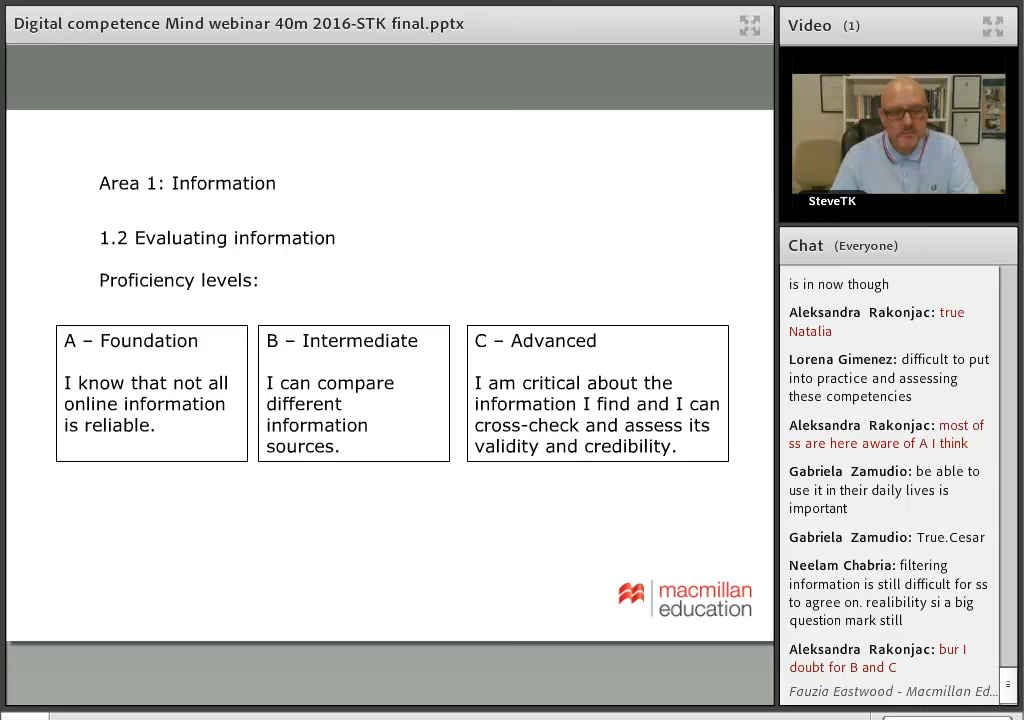 Digital competence Mind webinar 40m 2016-STK final.pptx
Area 1: Information
1.2 Evaluating information
Proficiency levels:
A – Foundation
I know that not all
online information
is reliable.
B – Intermediate
I can compare
different
information
sources.
C – Advanced
I am critical about the
information I find and I can
cross-check and assess its
validity and credibility.
macmillan
education
Video (1)
SteveTK
Chat (Everyone)
is in now though
Aleksandra Rakonjac: true
Natalia
Lorena Gimenez: difficult to put
into practice and assessing
these competencies
Aleksandra Rakonjac: most of
ss are here aware of A I think
Gabriela Zamudio: be able to
use it in their daily lives is
important
Gabriela Zamudio: True.Cesar
Neelam Chabria: filtering
information is still difficult for ss
to agree on. realibility si a big
question mark still
Aleksandra Rakonjac: bur I
doubt for B and C
Fauzia Eastwood - Macmillan Ed...